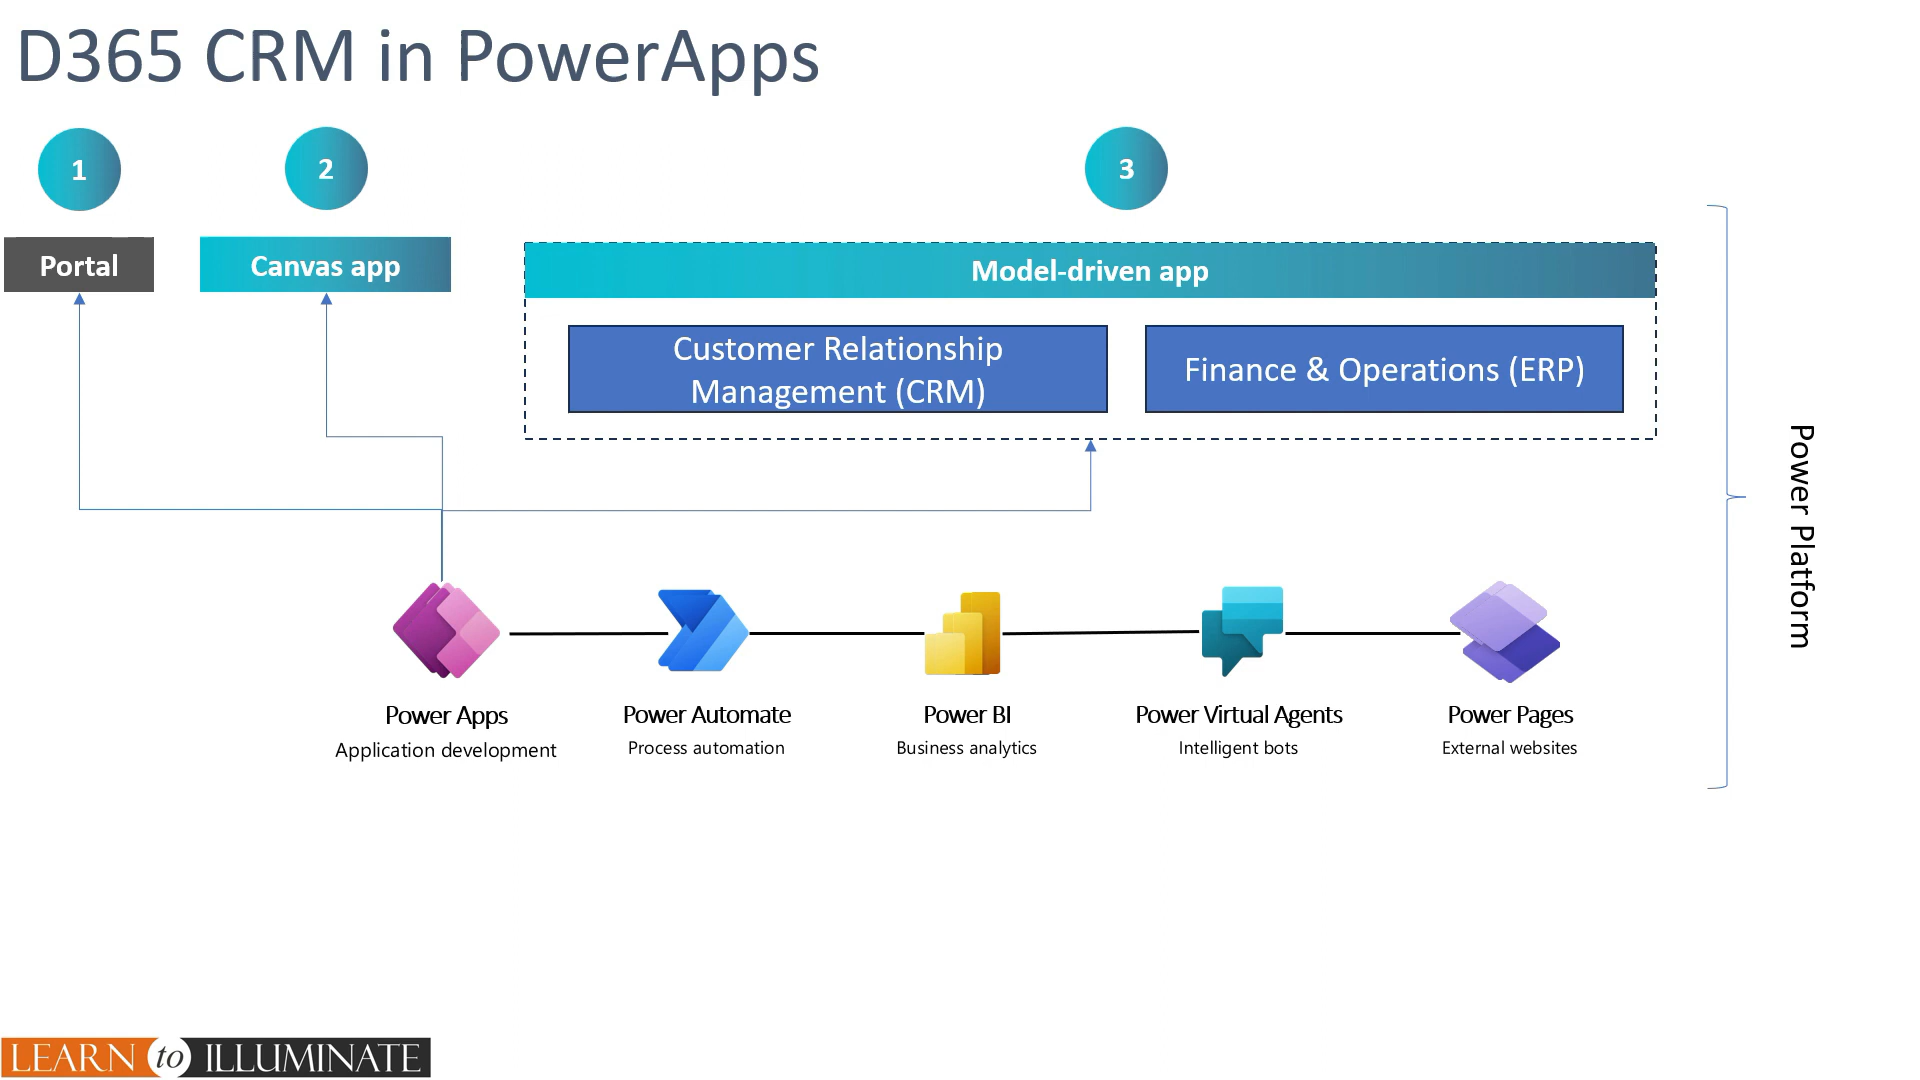 D365 CRM in PowerApps
1
2
3
Portal
Canvas app
Model-driven app
Customer Relationship
Management (CRM)
Finance & Operations (ERP)
Power Platform
Power Apps
Application development
Power Automate
Process automation
Power BI
Business analytics
Power Virtual Agents
Intelligent bots
Power Pages
External websites
LEARN to ILLUMINATE